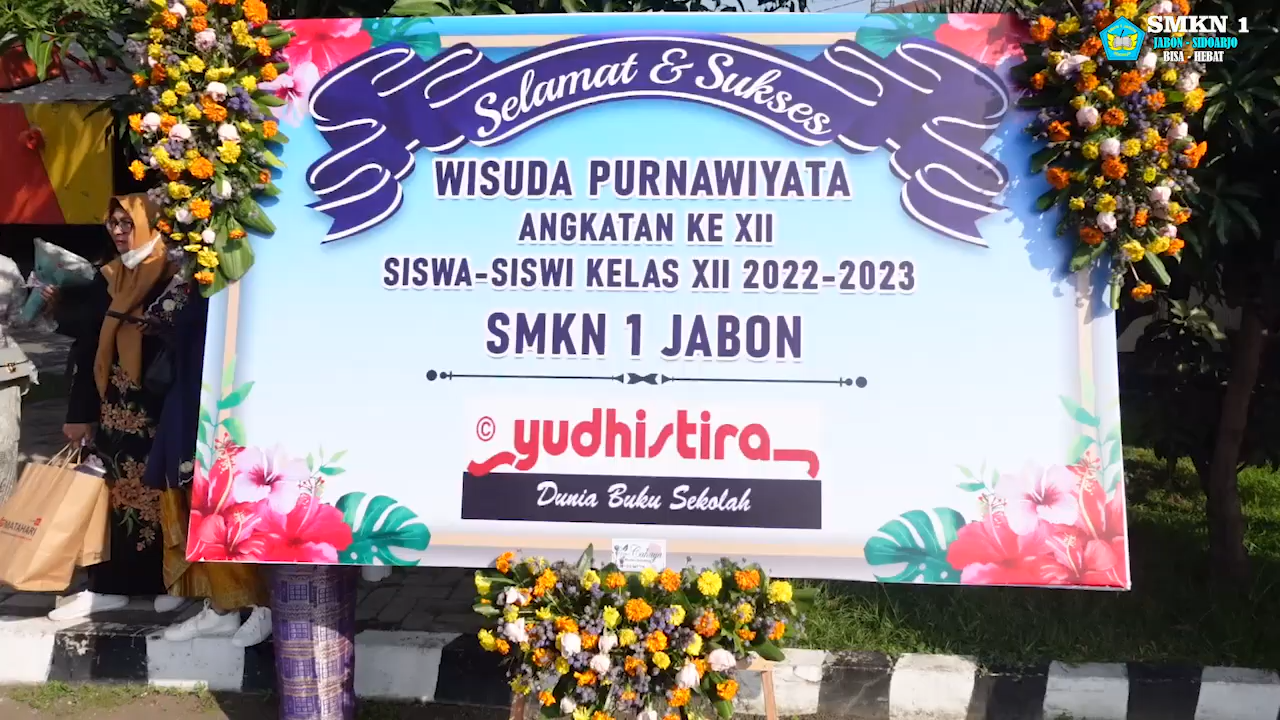 SMKN 1
JABON - SIDOARJO
BISA - HEBAT
Selamat & Sukses
WISUDA PURNAWIYATA
ANGKATAN KE XII
SISWA-SISWI KELAS XII 2022-2023
SMKN 1 JABON
© yudhistira
Dunia Buku Sekolah
MATAHARI